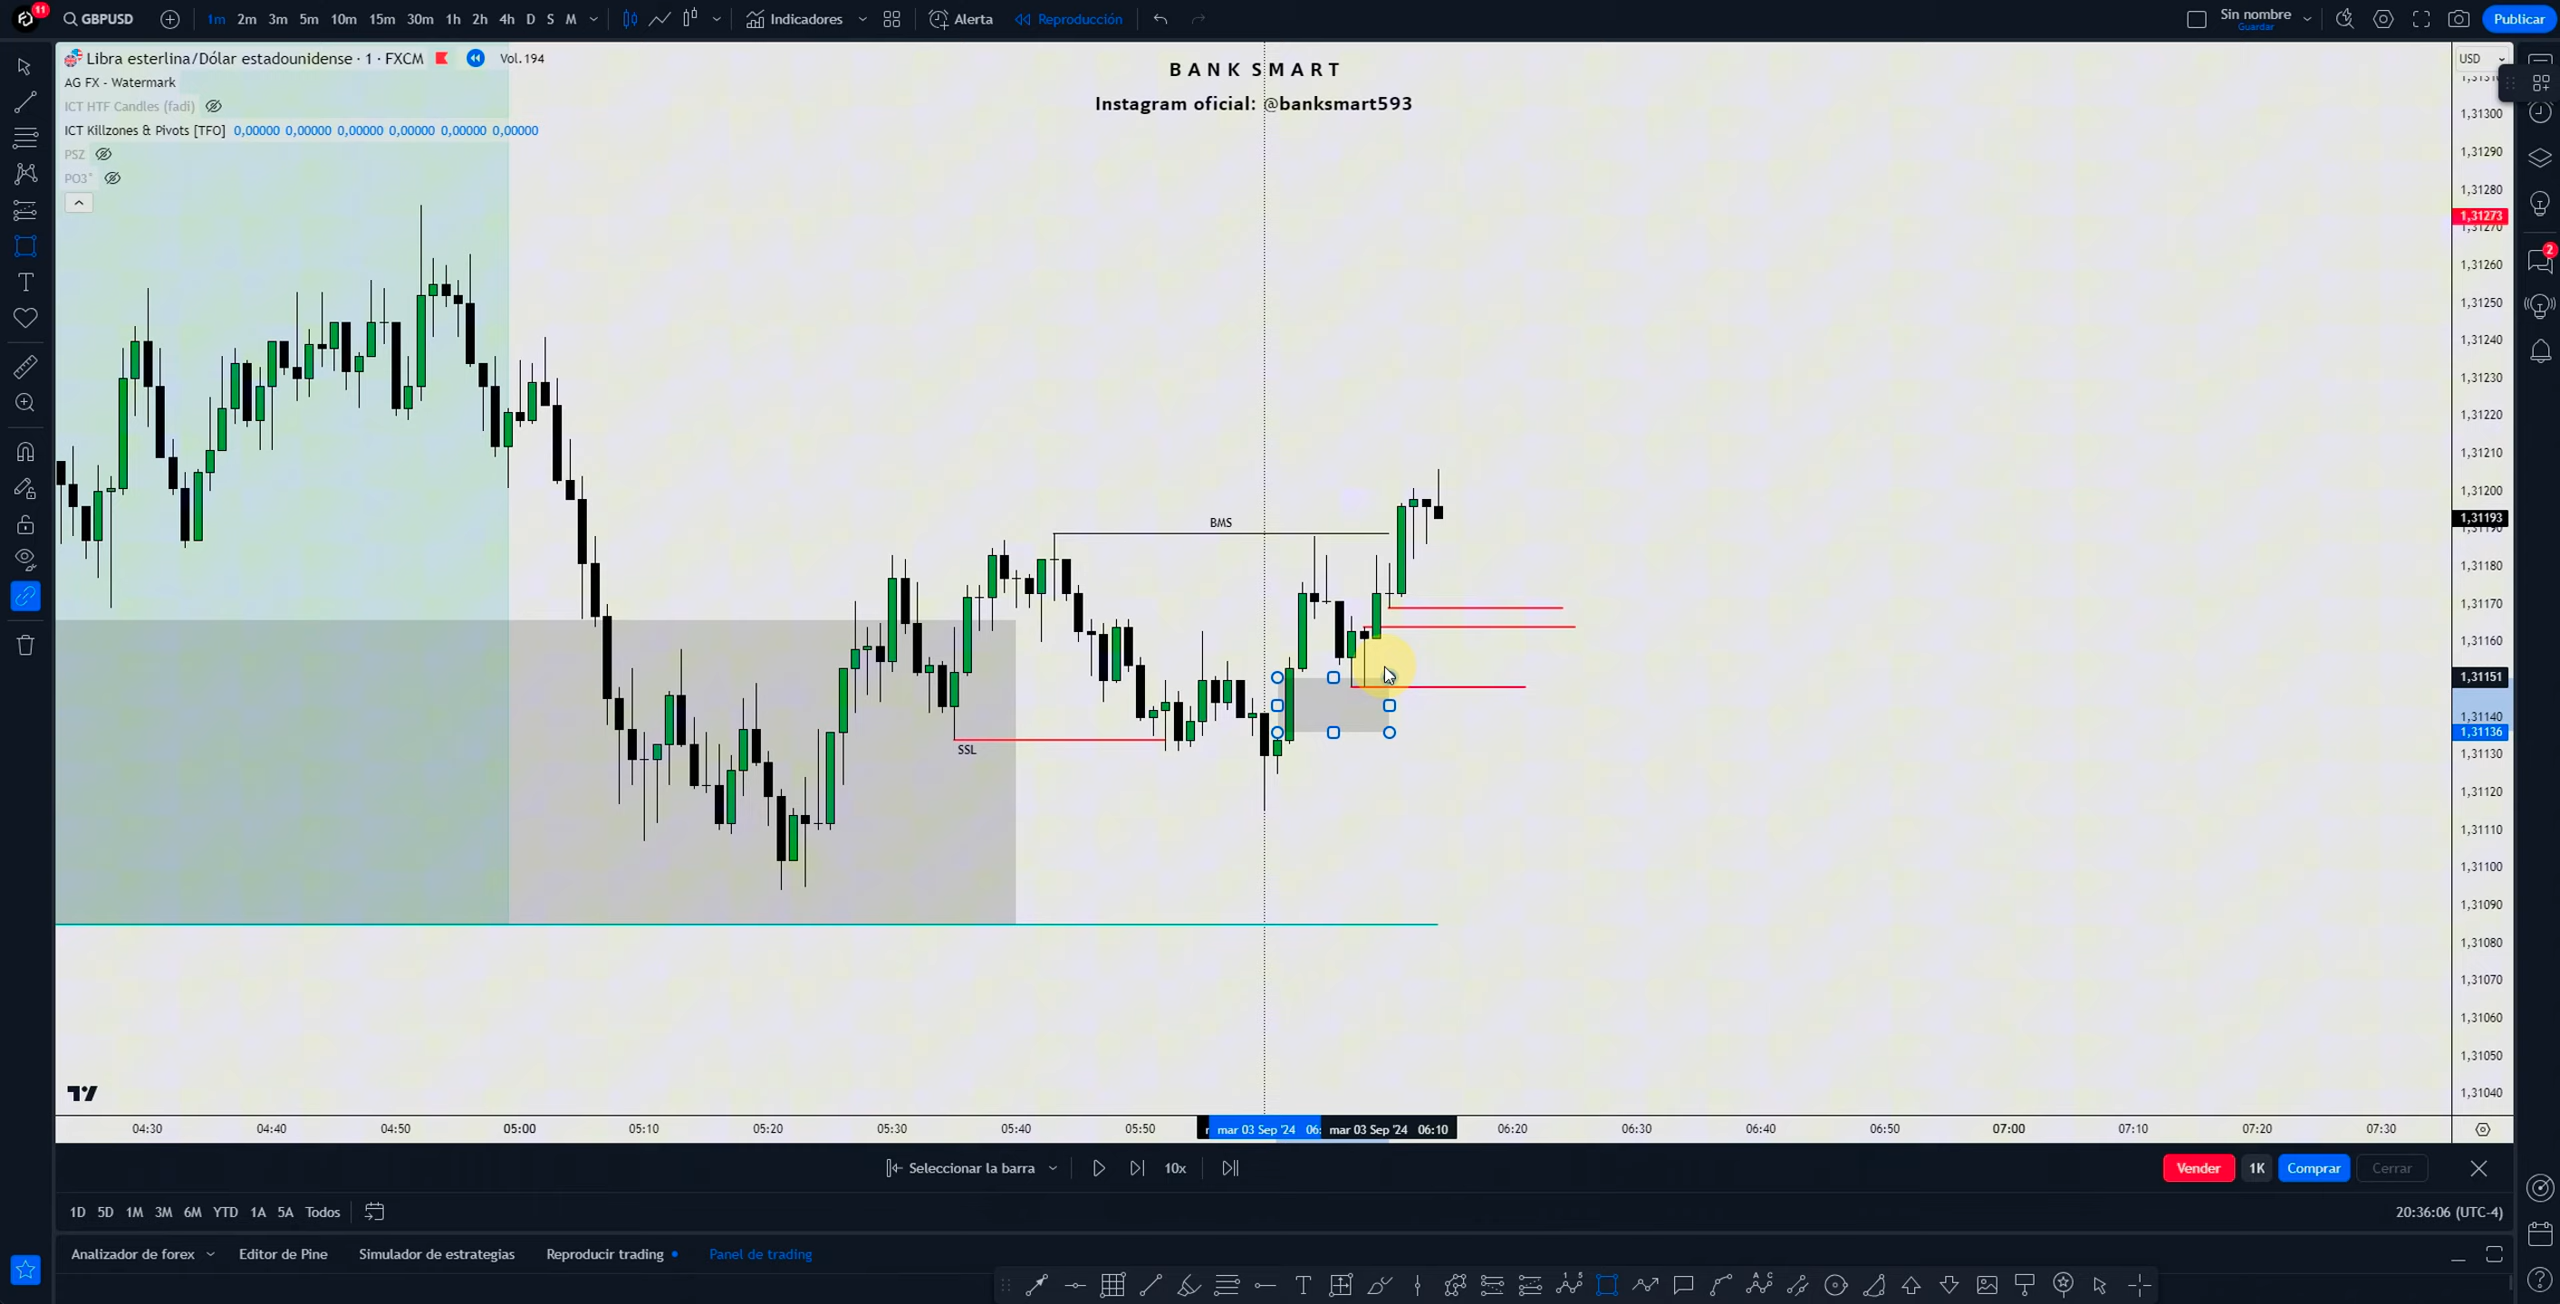 11
GBPUSD
1m 2m 3m 5m 10m 15m 30m 1h 2h 4h D S M
Indicadores
Alerta
Reproducción
Sin nombre
Guardar
Publicar
Libra esterlina/Dólar estadounidense · 1 · FXCM
Vol. 194
AG FX - Watermark
ICT HTF Candles (fadi)
ICT Killzones & Pivots [TFO] 0,00000 0,00000 0,00000 0,00000 0,00000 0,00000
PSZ
PO3*
BANK SMART
Instagram oficial: @banksmart593
USD
1,31300
1,31290
1,31280
1,31273
1,31270
1,31260
1,31250
1,31240
1,31230
1,31220
1,31210
1,31200
1,31193
1,31190
1,31180
1,31170
1,31160
1,31151
1,31140
1,31136
1,31130
1,31120
1,31110
1,31100
1,31090
1,31080
1,31070
1,31060
1,31050
1,31040
2
BMS
SSL
04:30 04:40 04:50 05:00 05:10 05:20 05:30 05:40 05:50 mar 03 Sep '24 06: mar 03 Sep '24 06:10 06:20 06:30 06:40 06:50 07:00 07:10 07:20 07:30
Seleccionar la barra
10x
Vender 1K Comprar Cerrar
1D 5D 1M 3M 6M YTD 1A 5A Todos
20:36:06 (UTC-4)
Analizador de forex Editor de Pine Simulador de estrategias Reproducir trading Panel de trading